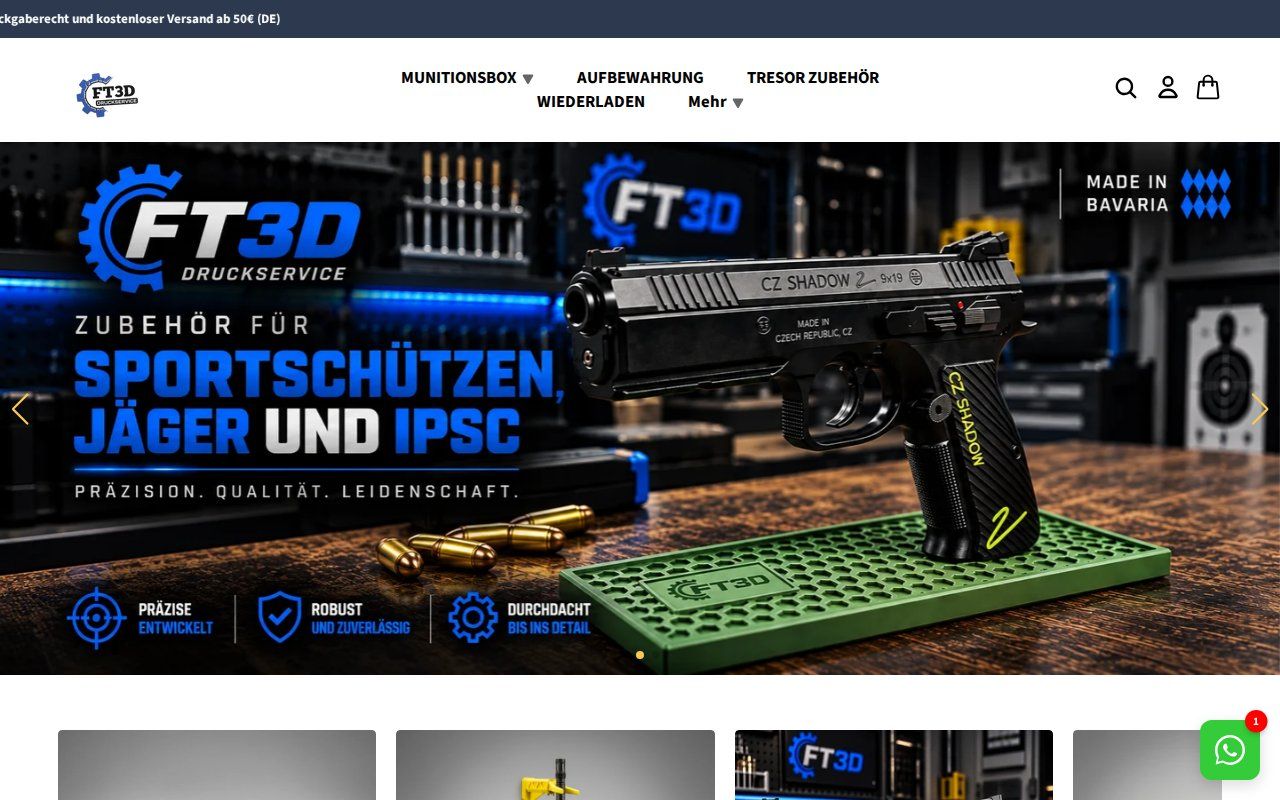 ckgaberecht und kostenloser Versand ab 50€ (DE)
FT3D
DRUCKSERVICE
MUNITIONSBOX
AUFBEWAHRUNG
TRESOR ZUBEHÖR
WIEDERLADEN
Mehr
FT3D
DRUCKSERVICE
FT3D
MADE IN
BAVARIA
ZUBEHÖR FÜR
SPORTSCHÜTZEN,
JÄGER UND IPSC
PRÄZISION. QUALITÄT. LEIDENSCHAFT.
CZ SHADOW 2 9x19
MADE IN
CZECH REPUBLIC, CZ
CZ SHADOW
2
FT3D
PRÄZISE
ENTWICKELT
ROBUST
UND ZUVERLÄSSIG
DURCHDACHT
BIS INS DETAIL
1
FT3D